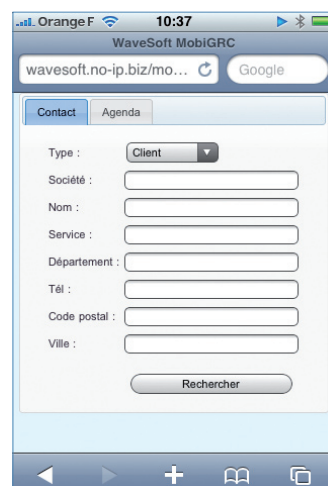 Orange F 10:37
WaveSoft MobiGRC
wavesoft.no-ip.biz/mo... Google
Contact Agenda
Type : Client
Société :
Nom :
Service :
Département :
Tél :
Code postal :
Ville :
Rechercher